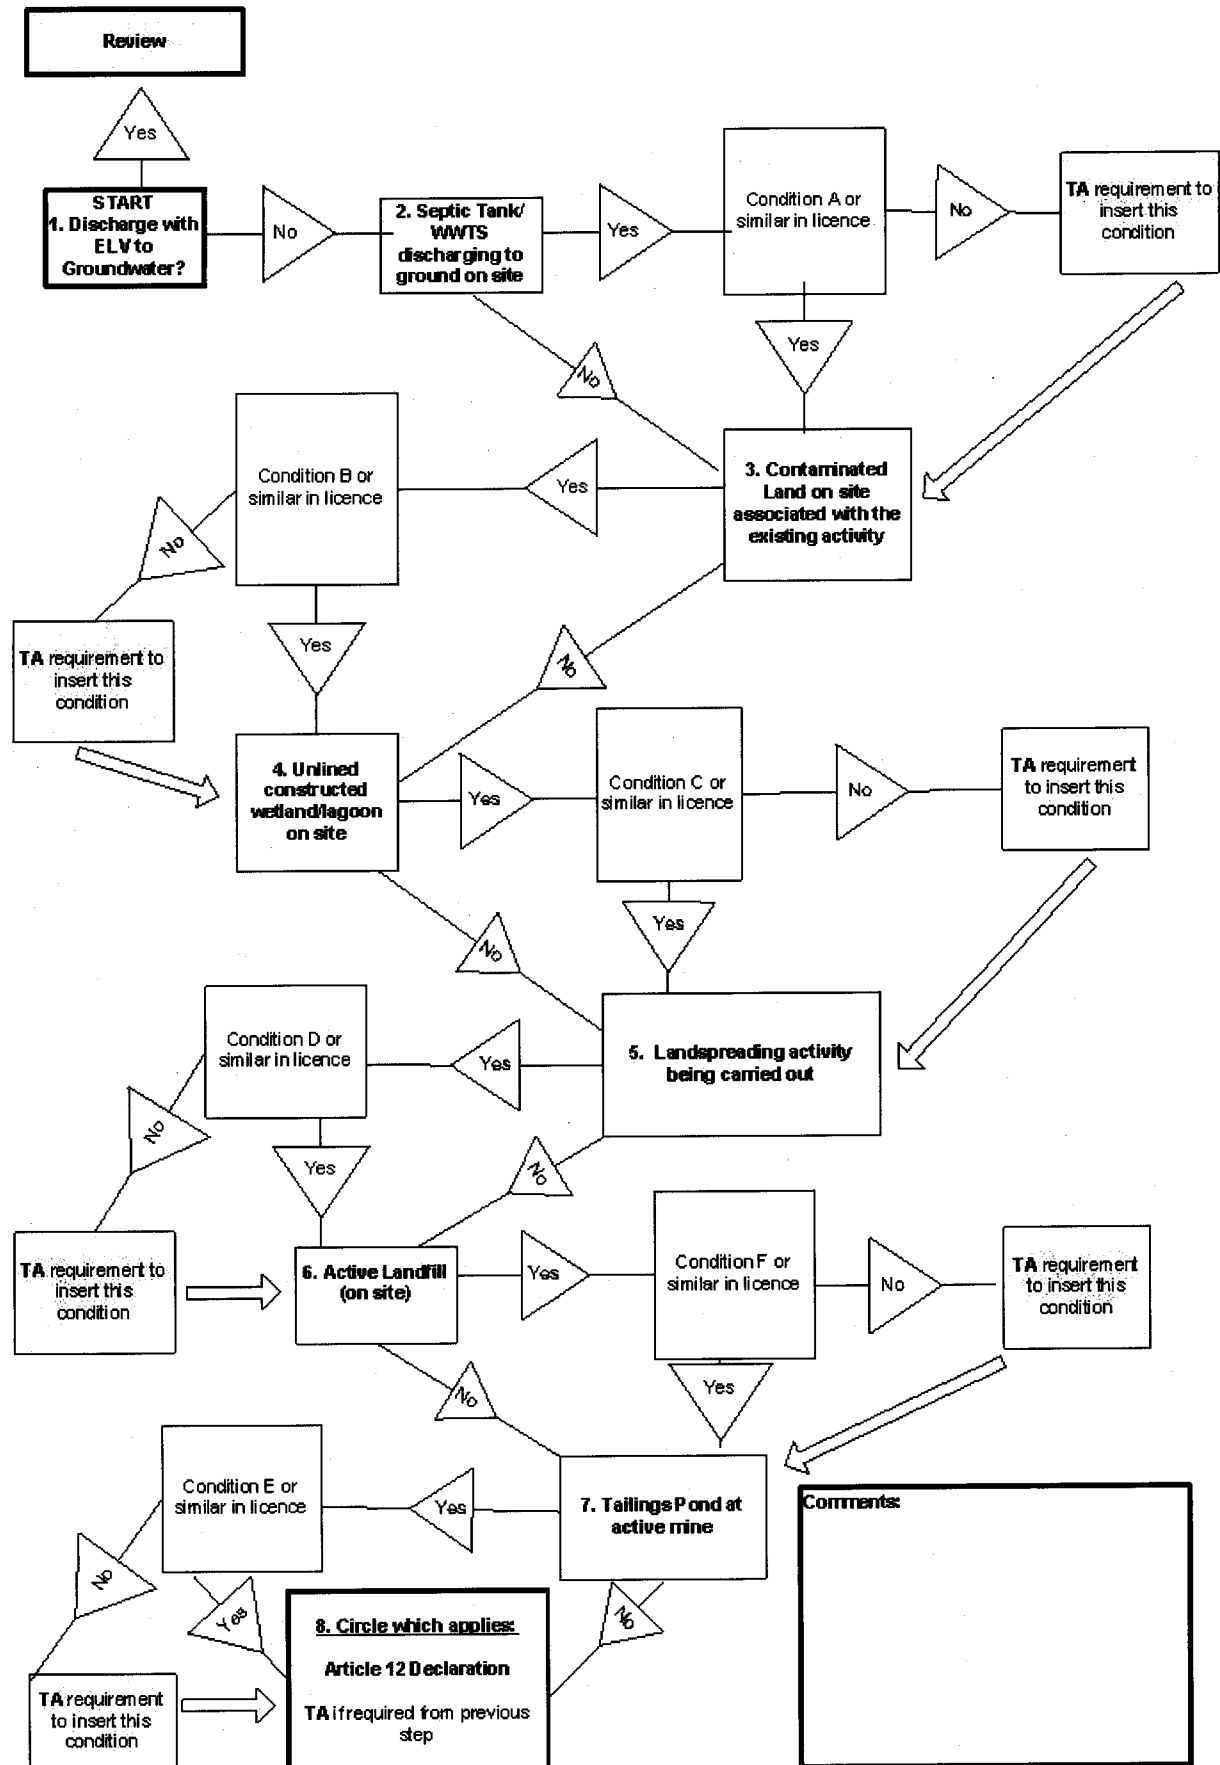 Review
Yes
START
1. Discharge with
ELV to
Groundwater?
No
2. Septic Tank/
WWTS
discharging to
ground on site
Yes
Condition A or
similar in licence
No
TA requirement to
insert this
condition
Yes
No
3. Contaminated
Land on site
associated with the
existing activity
Yes
Condition B or
similar in licence
No
TA requirement to
insert this
condition
Yes
No
4. Unlined
constructed
wetland/lagoon
on site
Yes
Condition C or
similar in licence
No
TA requirement
to insert this
condition
Yes
No
5. Landspreading activity
being carried out
Yes
Condition D or
similar in licence
No
TA requirement to
insert this
condition
Yes
No
6. Active Landfill
(on site)
Yes
Condition F or
similar in licence
No
TA requirement
to insert this
condition
Yes
No
7. Tailings Pond at
active mine
Yes
Condition E or
similar in licence
No
TA requirement
to insert this
condition
Yes
No
8. Circle which applies:
Article 12 Declaration
TA if required from previous
step
Comments: